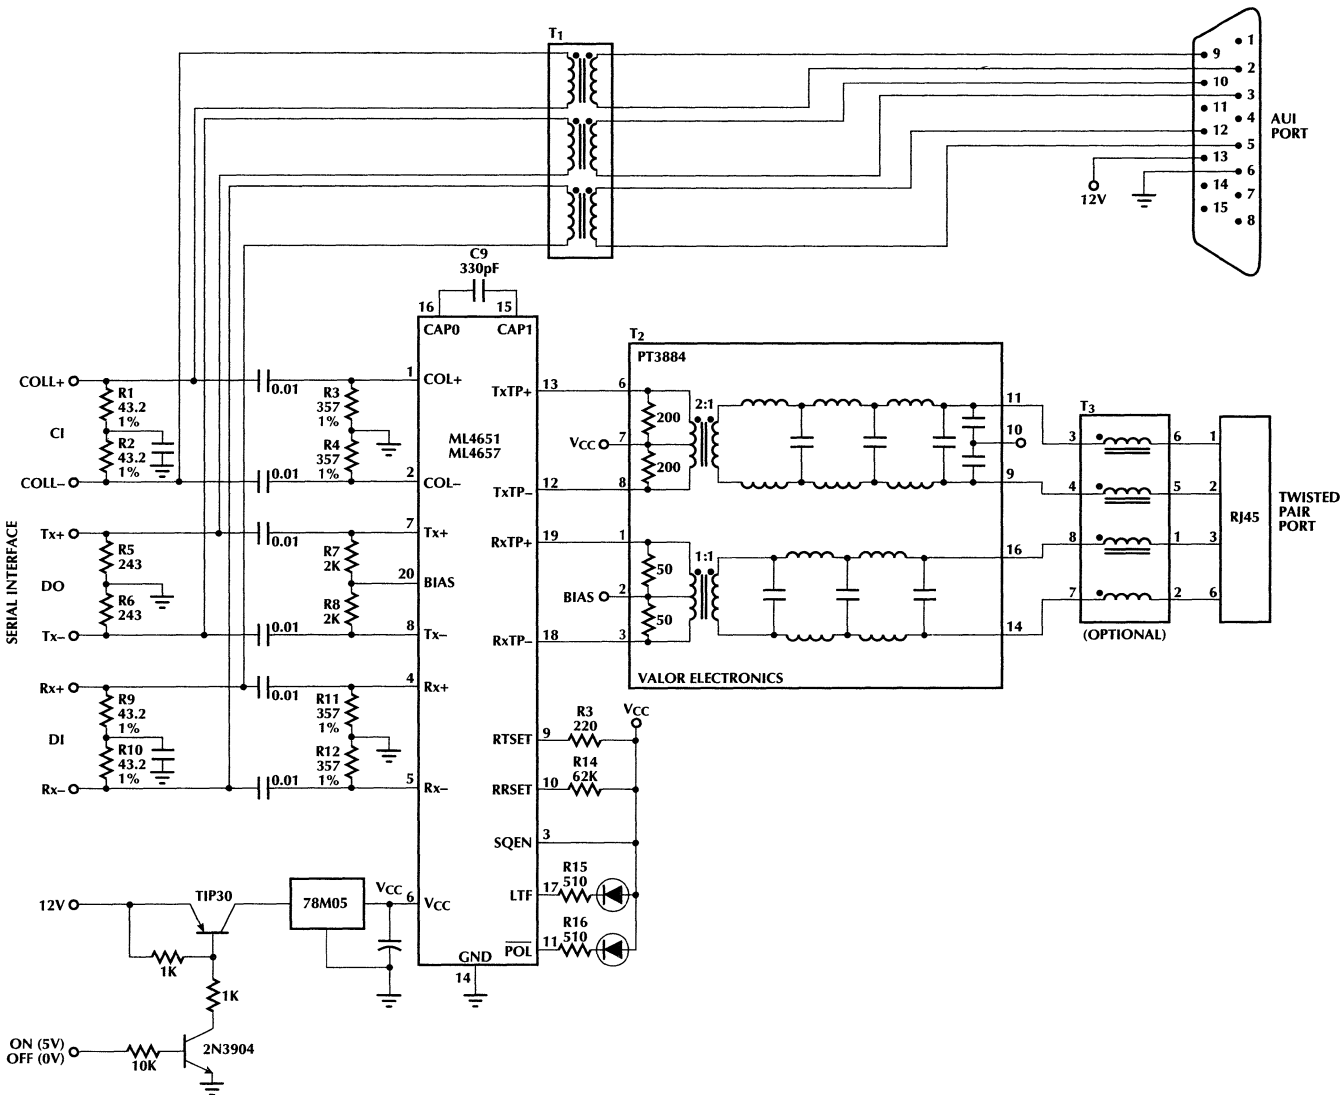 T1
1
9
2
10
3
11
4
12
5
13
6
14
7
15
8
AUI
PORT
12V
C9
330pF
16
15
CAP0
CAP1
T2
PT3884
SERIAL INTERFACE
COLL+
R1
43.2
1%
CI
R2
43.2
1%
COLL–
0.01
R3
357
1%
R4
357
1%
0.01
1
COL+
2
COL–
ML4651
ML4657
TxTP+
13
TxTP–
12
6
200
VCC
7
200
8
2:1
11
10
9
T3
3
6
1
4
5
2
8
1
3
7
2
6
(OPTIONAL)
RJ45
TWISTED
PAIR
PORT
Tx+
R5
243
DO
R6
243
Tx–
0.01
R7
2K
R8
2K
0.01
7
Tx+
20
BIAS
8
Tx–
RxTP+
19
RxTP–
18
1
50
BIAS
2
50
3
1:1
16
14
VALOR ELECTRONICS
Rx+
R9
43.2
1%
DI
R10
43.2
1%
Rx–
0.01
R11
357
1%
R12
357
1%
0.01
4
Rx+
5
Rx–
VCC
RTSET
9
R3
220
RRSET
10
R14
62K
SQEN
3
LTF
17
R15
510
POL
11
R16
510
12V
TIP30
78M05
VCC
6
VCC
GND
14
1K
1K
ON (5V)
OFF (0V)
10K
2N3904